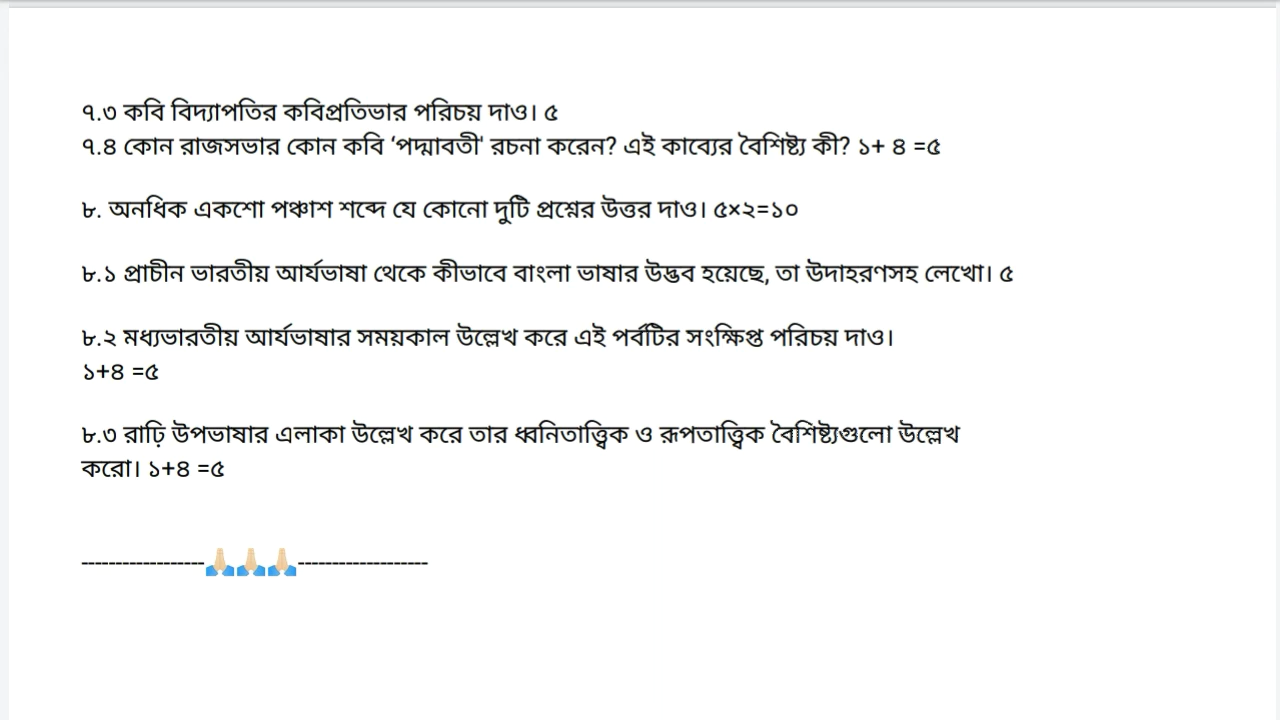 ৭.৩ কবি বিদ্যাপতির কবিপ্রতিভার পরিচয় দাও। ৫
৭.৪ কোন রাজসভার কোন কবি ‘পদ্মাবতী' রচনা করেন? এই কাব্যের বৈশিষ্ট্য কী? ১+ ৪ =৫
৮. অনধিক একশো পঞ্চাশ শব্দে যে কোনো দুটি প্রশ্নের উত্তর দাও। ৫×২=১০
৮.১ প্রাচীন ভারতীয় আর্যভাষা থেকে কীভাবে বাংলা ভাষার উদ্ভব হয়েছে, তা উদাহরণসহ লেখো। ৫
৮.২ মধ্যভারতীয় আর্যভাষার সময়কাল উল্লেখ করে এই পর্বটির সংক্ষিপ্ত পরিচয় দাও।
১+৪ =৫
৮.৩ রাঢ়ি উপভাষার এলাকা উল্লেখ করে তার ধ্বনিতাত্ত্বিক ও রূপতাত্ত্বিক বৈশিষ্ট্যগুলো উল্লেখ
করো। ১+৪ =৫
------------------🙏🏻🙏🏻🙏🏻-------------------